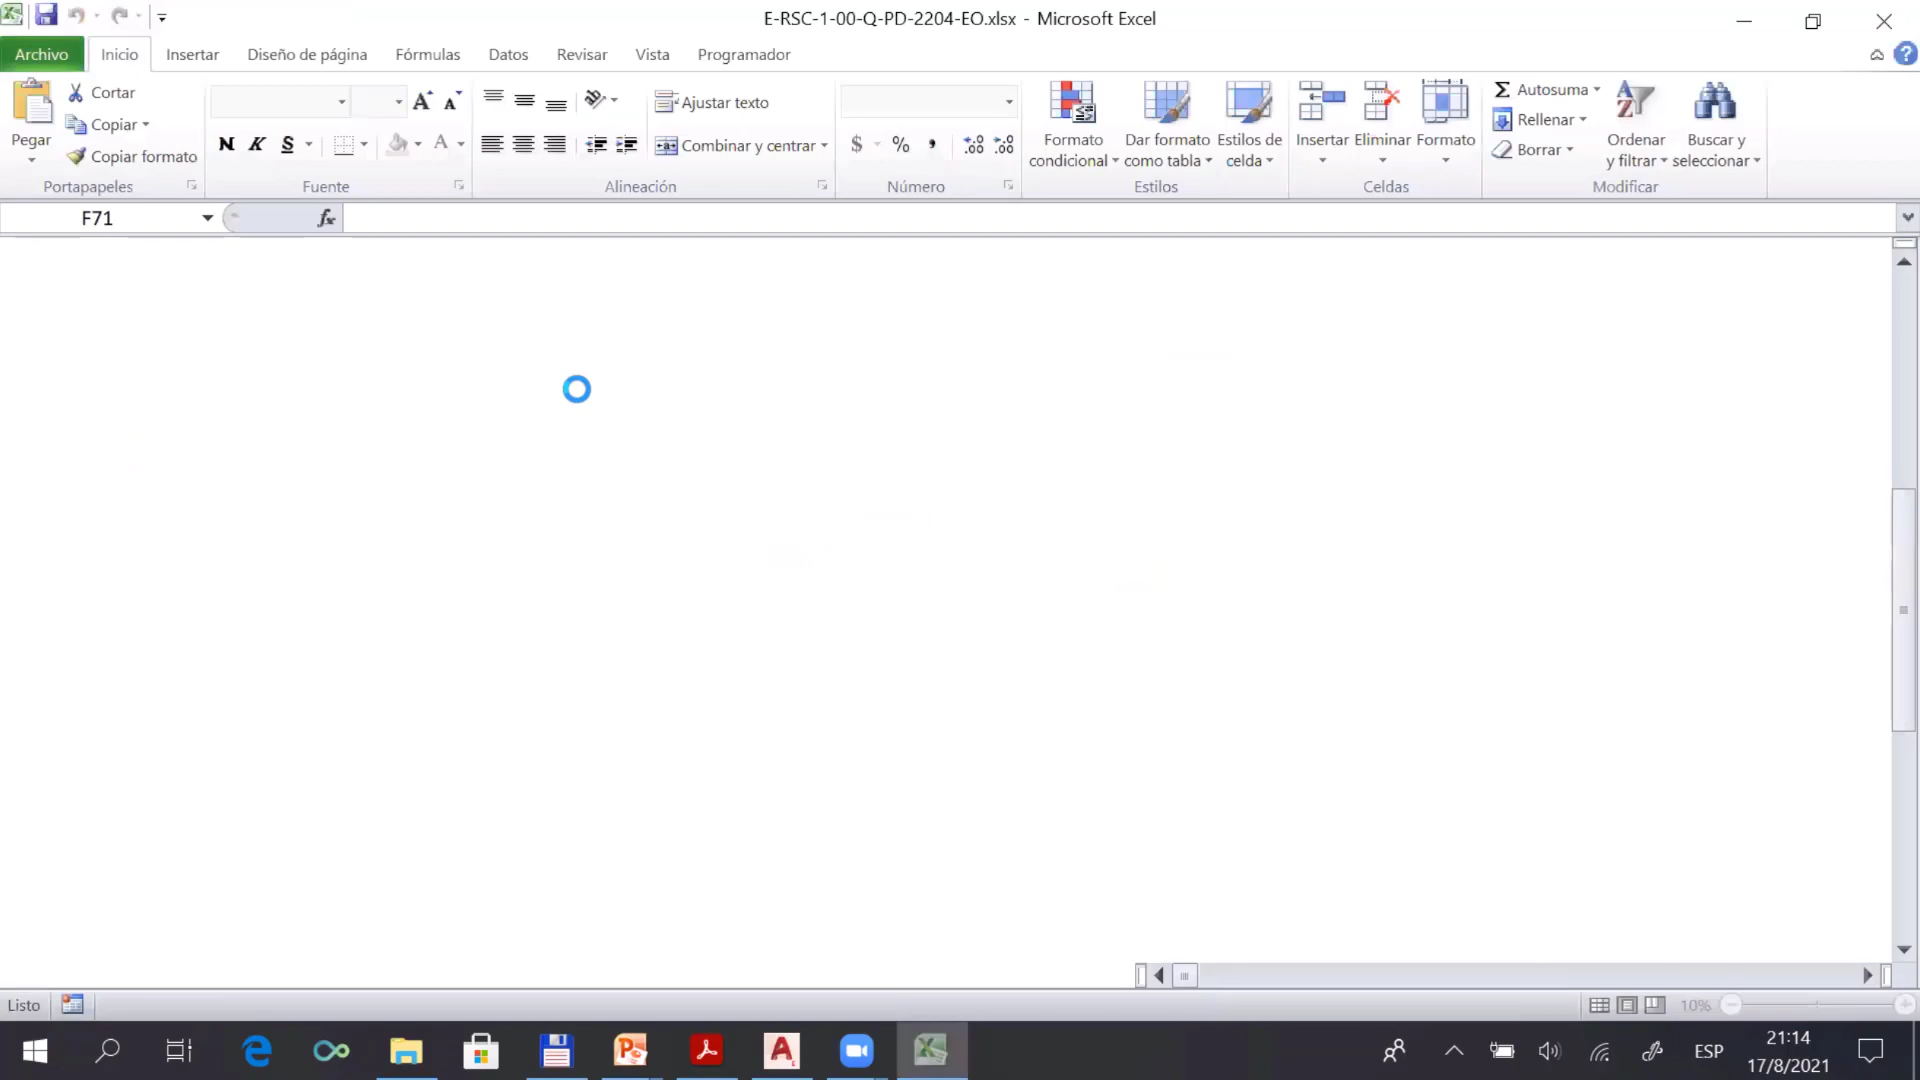 E-RSC-1-00-Q-PD-2204-EO.xlsx - Microsoft Excel
Archivo Inicio Insertar Diseño de página Fórmulas Datos Revisar Vista Programador
Pegar
Cortar
Copiar
Copiar formato
Portapapeles
N K S
A A
A
Fuente
Ajustar texto
Combinar y centrar
Alineación
$ %
Número
Formato condicional
Dar formato como tabla
Estilos de celda
Estilos
Insertar Eliminar Formato
Celdas
Σ Autosuma
Rellenar
Borrar
Ordenar y filtrar
Buscar y seleccionar
Modificar
F71 fx
Listo 10%
ESP
21:14
17/8/2021